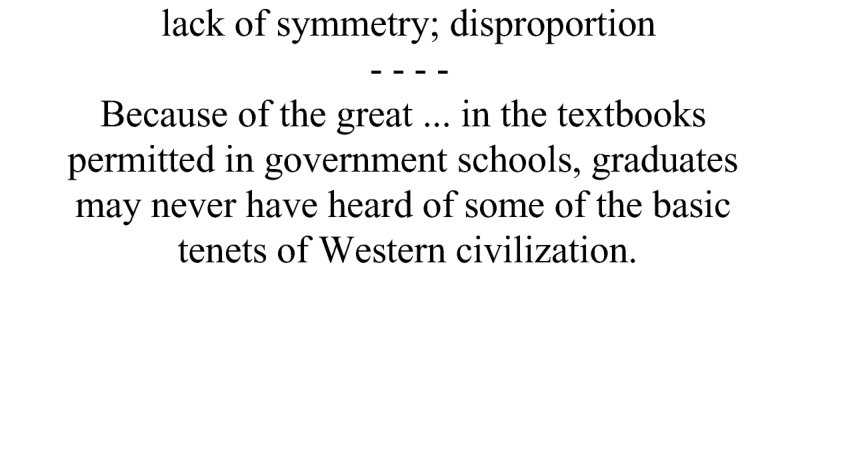 lack of symmetry; disproportion
- - - -
Because of the great ... in the textbooks
permitted in government schools, graduates
may never have heard of some of the basic
tenets of Western civilization.